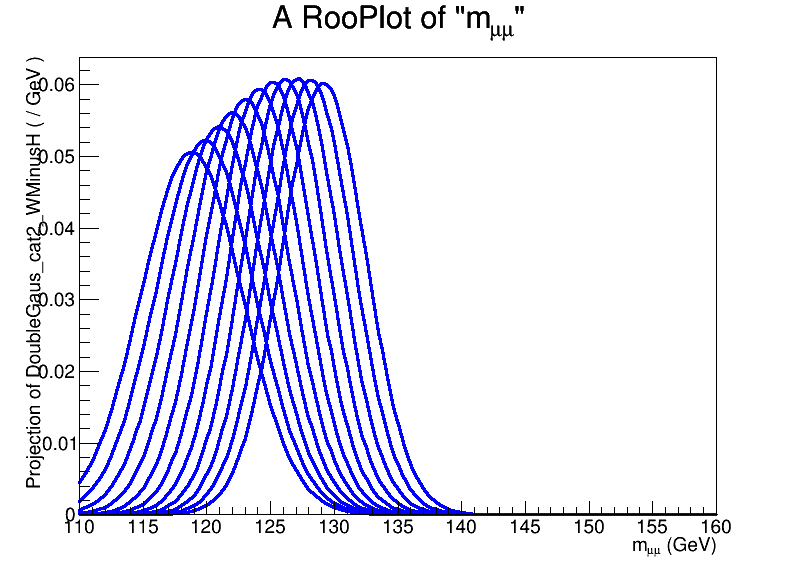 A RooPlot of "mμμ"
Projection of DoubleGaus_cat2_WMinusH ( / GeV )
0.06
0.05
0.04
0.03
0.02
0.01
0
110 115 120 125 130 135 140 145 150 155 160
mμμ (GeV)